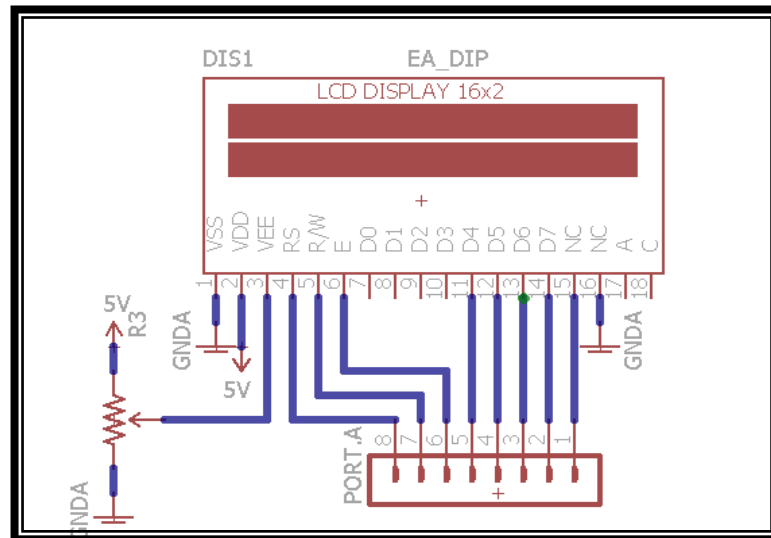 DIS1 EA_DIP
LCD DISPLAY 16x2
VSS VDD VEE RS R/W E D0 D1 D2 D3 D4 D5 D6 D7 NC NC A C
1 2 3 4 5 6 7 8 9 10 11 12 13 14 15 16 17 18
5V
R3
GNDA
5V
GNDA
PORT.A
8 7 6 5 4 3 2 1
GNDA